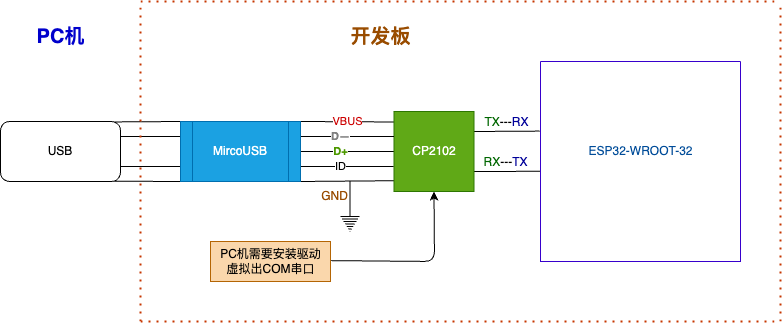 PC机
开发板
USB
MircoUSB
VBUS
D—
D+
ID
GND
CP2102
TX---RX
RX---TX
ESP32-WROOT-32
PC机需要安装驱动
虚拟出COM串口